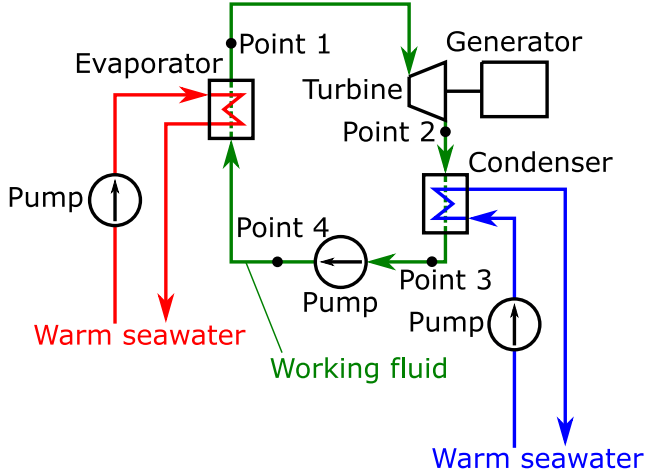 Point 1
Generator
Evaporator
Turbine
Point 2
Condenser
Pump
Point 4
Point 3
Pump
Pump
Warm seawater
Working fluid
Warm seawater